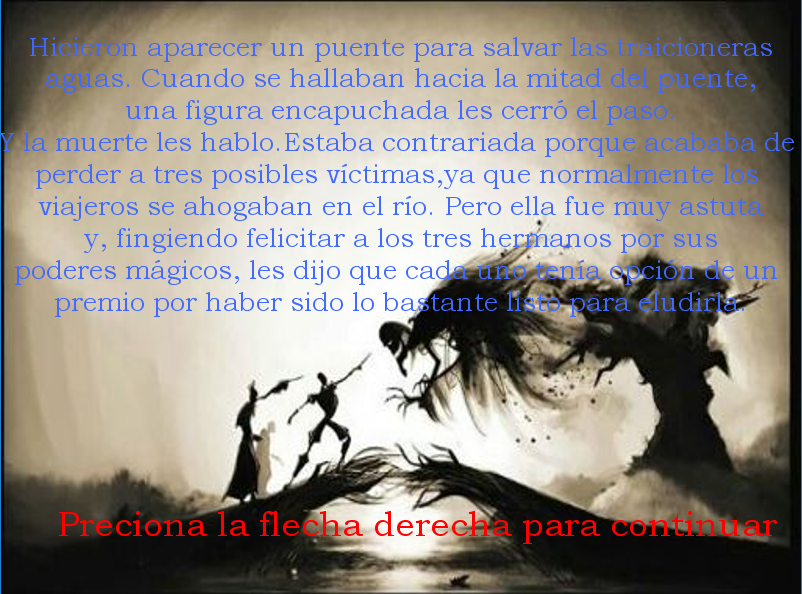 Hicieron aparecer un puente para salvar las traicioneras
aguas. Cuando se hallaban hacia la mitad del puente,
una figura encapuchada les cerró el paso.
Y la muerte les hablo.Estaba contrariada porque acababa de
perder a tres posibles víctimas,ya que normalmente los
viajeros se ahogaban en el río. Pero ella fue muy astuta
y, fingiendo felicitar a los tres hermanos por sus
poderes mágicos, les dijo que cada uno tenía opción de un
premio por haber sido lo bastante listo para eludirla.
Preciona la flecha derecha para continuar